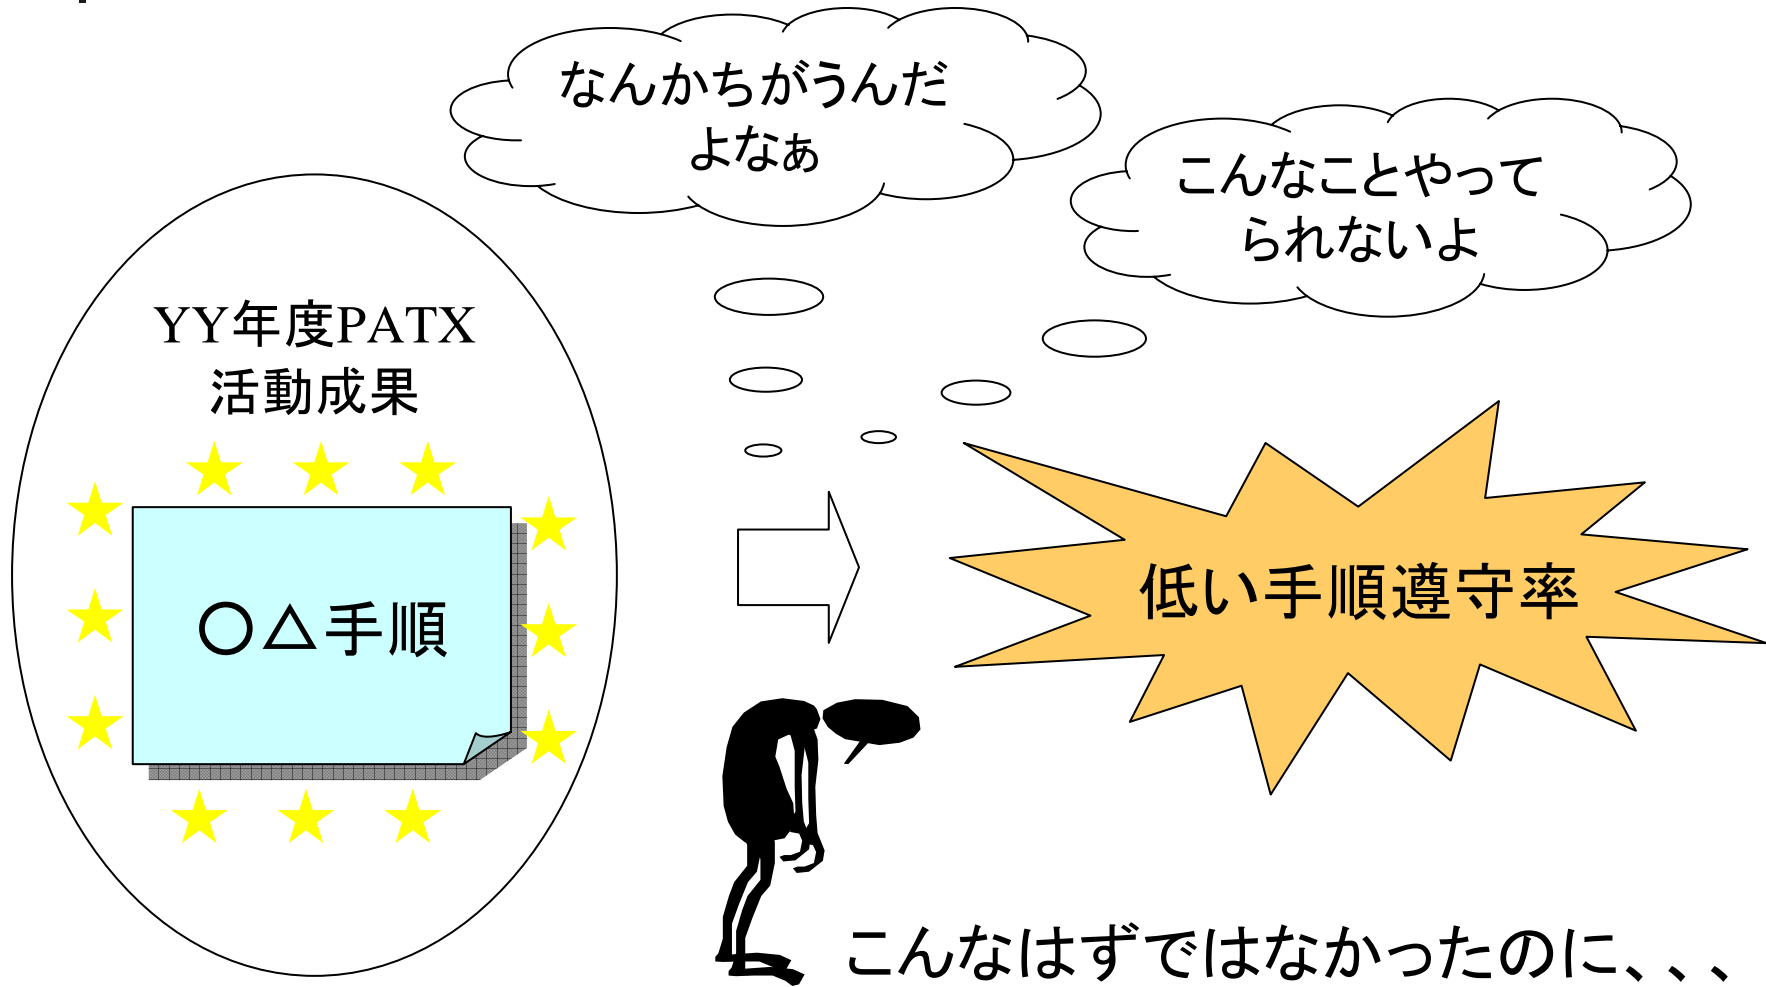 なんかちがうんだ
よなぁ
こんなことやって
られないよ
YY年度PATX
活動成果
○△手順
低い手順遵守率
こんなはずではなかったのに、、、